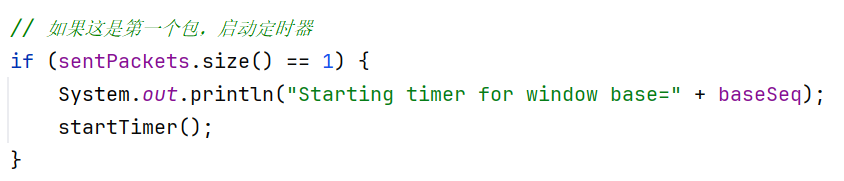 // 如果这是第一个包，启动定时器
if (sentPackets.size() == 1) {
    System.out.println("Starting timer for window base=" + baseSeq);
    startTimer();
}